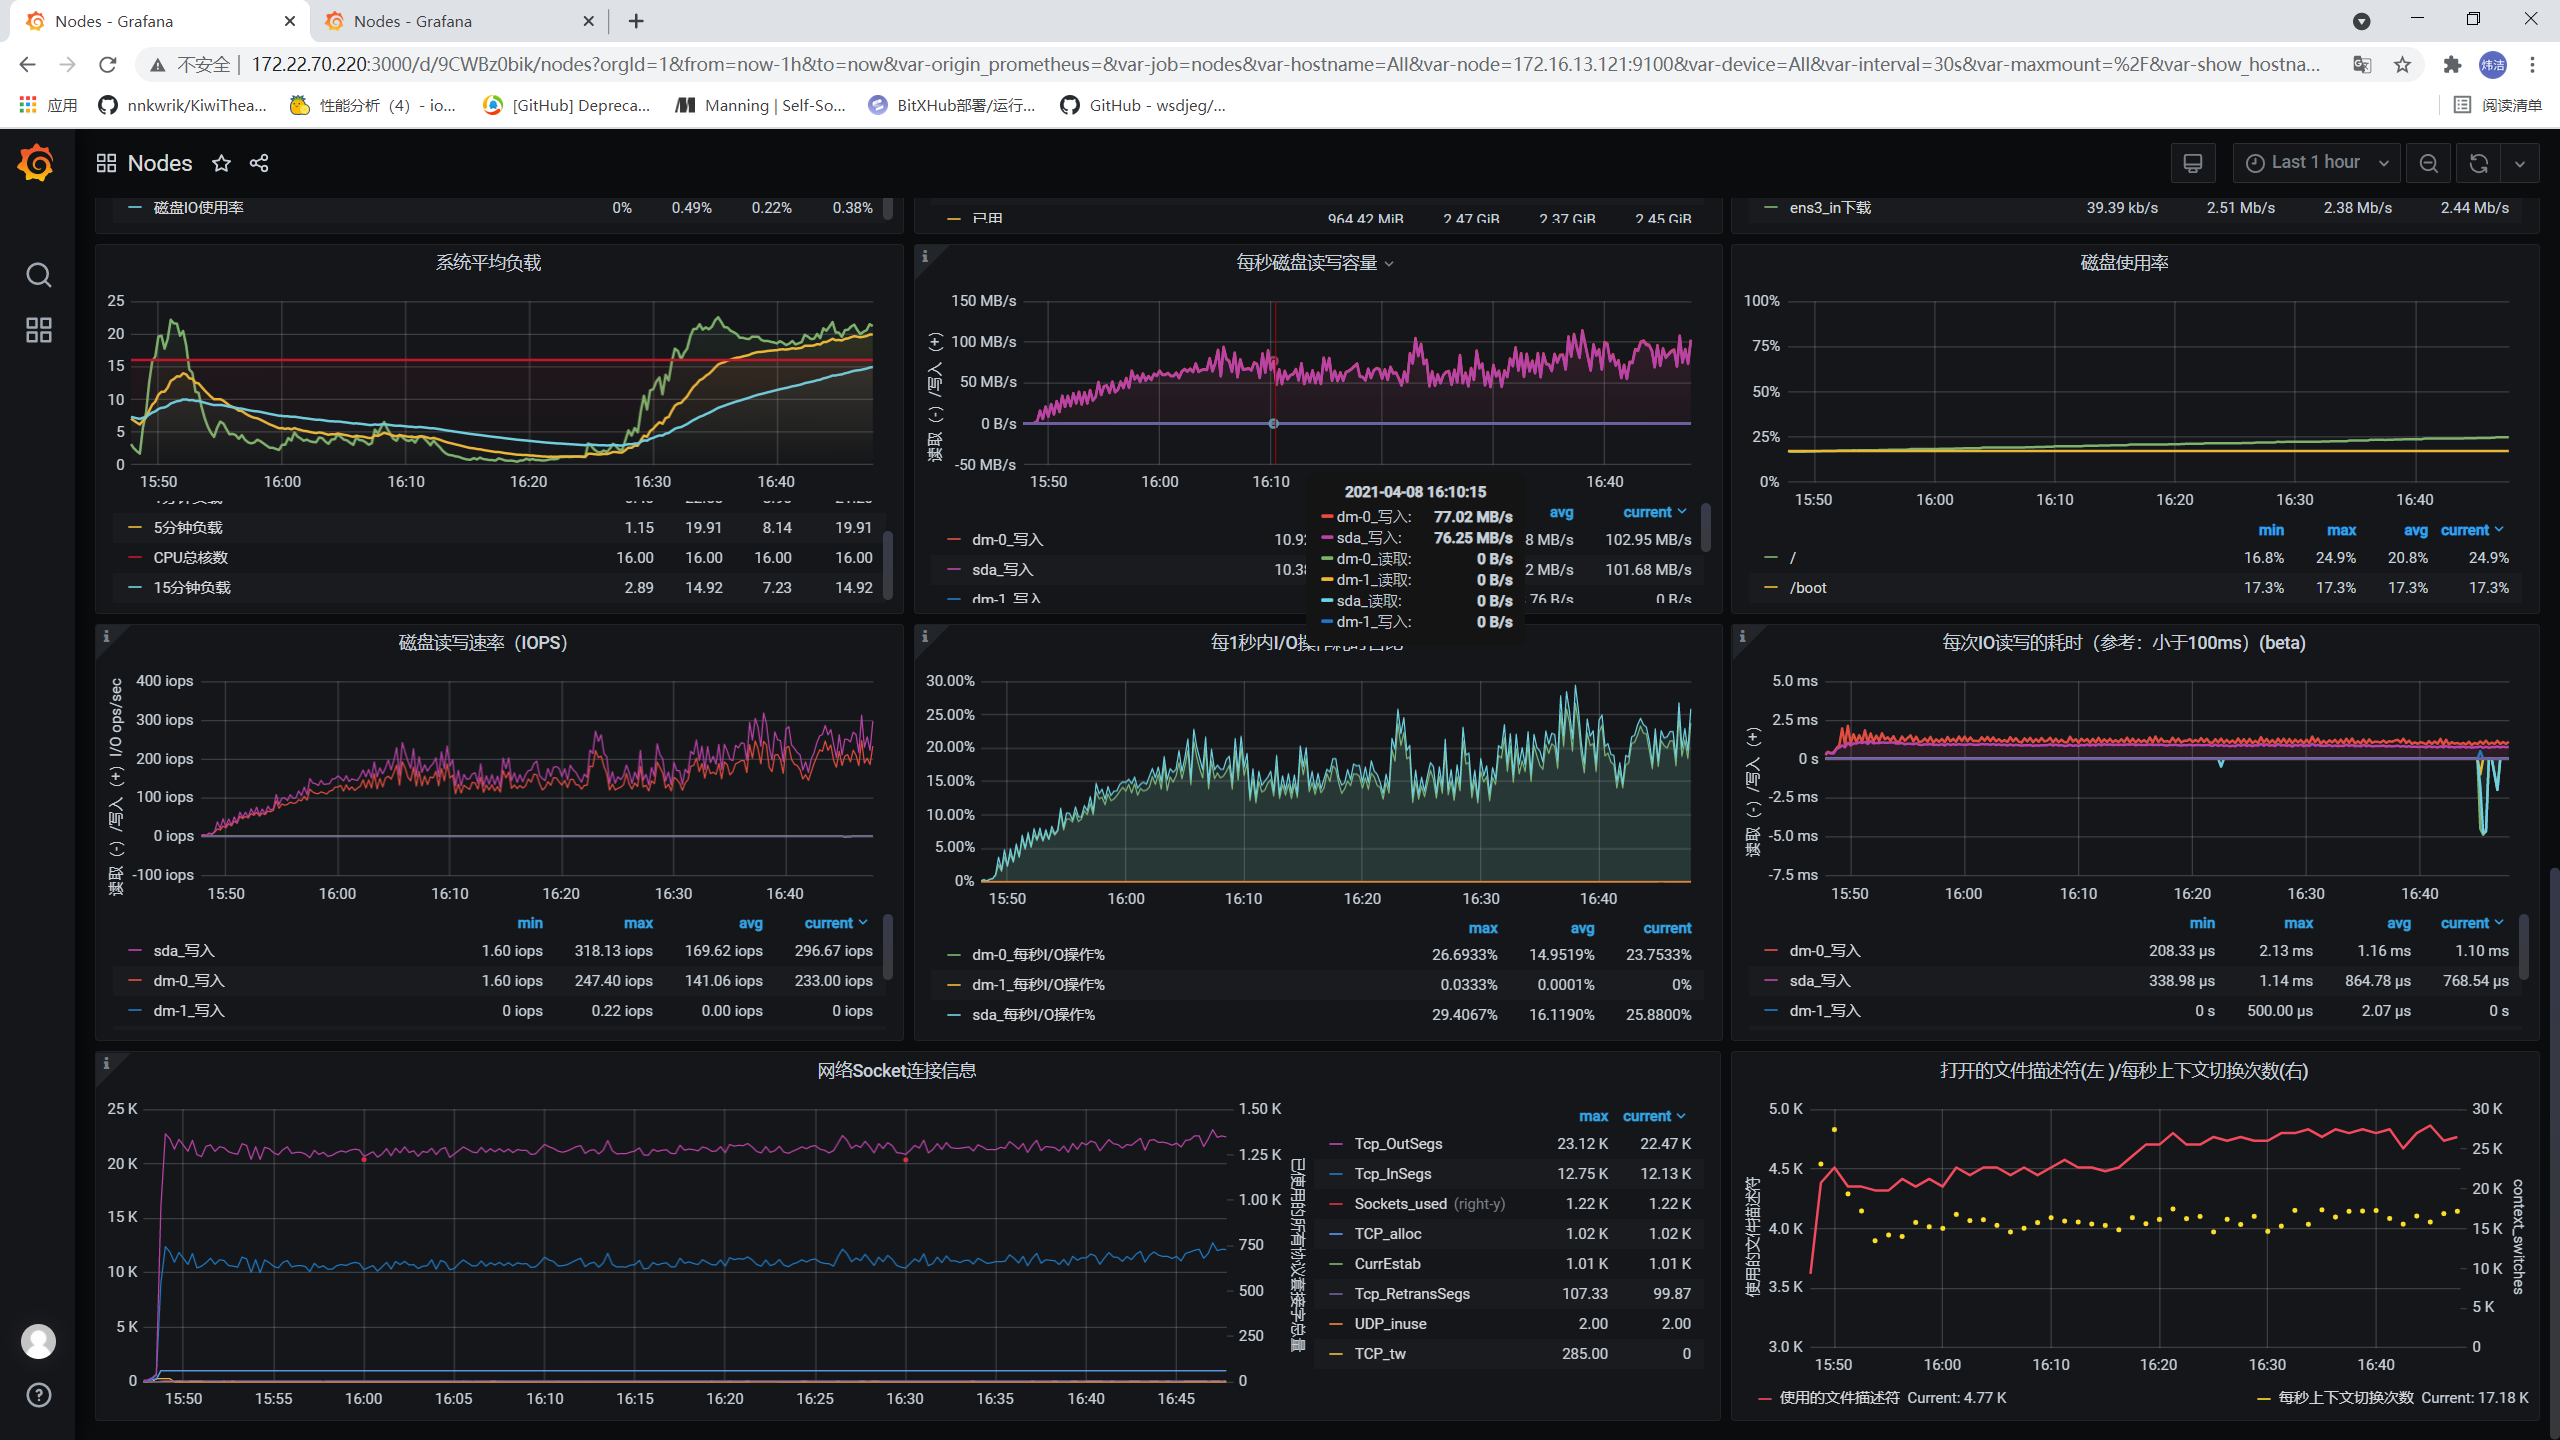 Nodes - Grafana
Nodes - Grafana
不安全 | 172.22.70.220:3000/d/9CWBz0bik/nodes?orgId=1&from=now-1h&to=now&var-origin_prometheus=&var-job=nodes&var-hostname=All&var-node=172.16.13.121:9100&var-device=All&var-interval=30s&var-maxmount=%2F&var-show_hostna...
炜洁
应用
nnkwrik/KiwiThea...
性能分析（4）- io...
[GitHub] Depreca...
Manning | Self-So...
BitXHub部署/运行...
GitHub - wsdjeg/...
阅读清单
Nodes
Last 1 hour
磁盘IO使用率 0% 0.49% 0.22% 0.38%
已用 964.42 MiB 2.47 GiB 2.37 GiB 2.45 GiB
ens3_in下载 39.39 kb/s 2.51 Mb/s 2.38 Mb/s 2.44 Mb/s
系统平均负载
25
20
15
10
5
0
15:50 16:00 16:10 16:20 16:30 16:40
5分钟负载 1.15 19.91 8.14 19.91
CPU总核数 16.00 16.00 16.00 16.00
15分钟负载 2.89 14.92 7.23 14.92
每秒磁盘读写容量
读取（-）/写入（+）
150 MB/s
100 MB/s
50 MB/s
0 B/s
-50 MB/s
15:50 16:00 16:10 16:40
avg current
dm-0_写入 10.92 8 MB/s 102.95 MB/s
sda_写入 10.38 2 MB/s 101.68 MB/s
dm-1_写入 76 B/s 0 B/s
2021-04-08 16:10:15
dm-0_写入: 77.02 MB/s
sda_写入: 76.25 MB/s
dm-0_读取: 0 B/s
dm-1_读取: 0 B/s
sda_读取: 0 B/s
dm-1_写入: 0 B/s
磁盘使用率
100%
75%
50%
25%
0%
15:50 16:00 16:10 16:20 16:30 16:40
min max avg current
/ 16.8% 24.9% 20.8% 24.9%
/boot 17.3% 17.3% 17.3% 17.3%
磁盘读写速率（IOPS）
读取（-）/写入（+）I/O ops/sec
400 iops
300 iops
200 iops
100 iops
0 iops
-100 iops
15:50 16:00 16:10 16:20 16:30 16:40
min max avg current
sda_写入 1.60 iops 318.13 iops 169.62 iops 296.67 iops
dm-0_写入 1.60 iops 247.40 iops 141.06 iops 233.00 iops
dm-1_写入 0 iops 0.22 iops 0.00 iops 0 iops
每1秒内I/O操作耗时占比
30.00%
25.00%
20.00%
15.00%
10.00%
5.00%
0%
15:50 16:00 16:10 16:20 16:30 16:40
max avg current
dm-0_每秒I/O操作% 26.6933% 14.9519% 23.7533%
dm-1_每秒I/O操作% 0.0333% 0.0001% 0%
sda_每秒I/O操作% 29.4067% 16.1190% 25.8800%
每次IO读写的耗时（参考：小于100ms）(beta)
读取（-）/写入（+）
5.0 ms
2.5 ms
0 s
-2.5 ms
-5.0 ms
-7.5 ms
15:50 16:00 16:10 16:20 16:30 16:40
min max avg current
dm-0_写入 208.33 µs 2.13 ms 1.16 ms 1.10 ms
sda_写入 338.98 µs 1.14 ms 864.78 µs 768.54 µs
dm-1_写入 0 s 500.00 µs 2.07 µs 0 s
网络Socket连接信息
25 K
20 K
15 K
10 K
5 K
0
1.50 K
1.25 K
1.00 K
750
500
250
0
已使用的所有协议套接字总量
15:50 15:55 16:00 16:05 16:10 16:15 16:20 16:25 16:30 16:35 16:40 16:45
max current
Tcp_OutSegs 23.12 K 22.47 K
Tcp_InSegs 12.75 K 12.13 K
Sockets_used (right-y) 1.22 K 1.22 K
TCP_alloc 1.02 K 1.02 K
CurrEstab 1.01 K 1.01 K
Tcp_RetransSegs 107.33 99.87
UDP_inuse 2.00 2.00
TCP_tw 285.00 0
打开的文件描述符(左 )/每秒上下文切换次数(右)
使用的文件描述符
5.0 K
4.5 K
4.0 K
3.5 K
3.0 K
30 K
25 K
20 K
15 K
10 K
5 K
0
context_switches
15:50 16:00 16:10 16:20 16:30 16:40
使用的文件描述符 Current: 4.77 K
每秒上下文切换次数 Current: 17.18 K